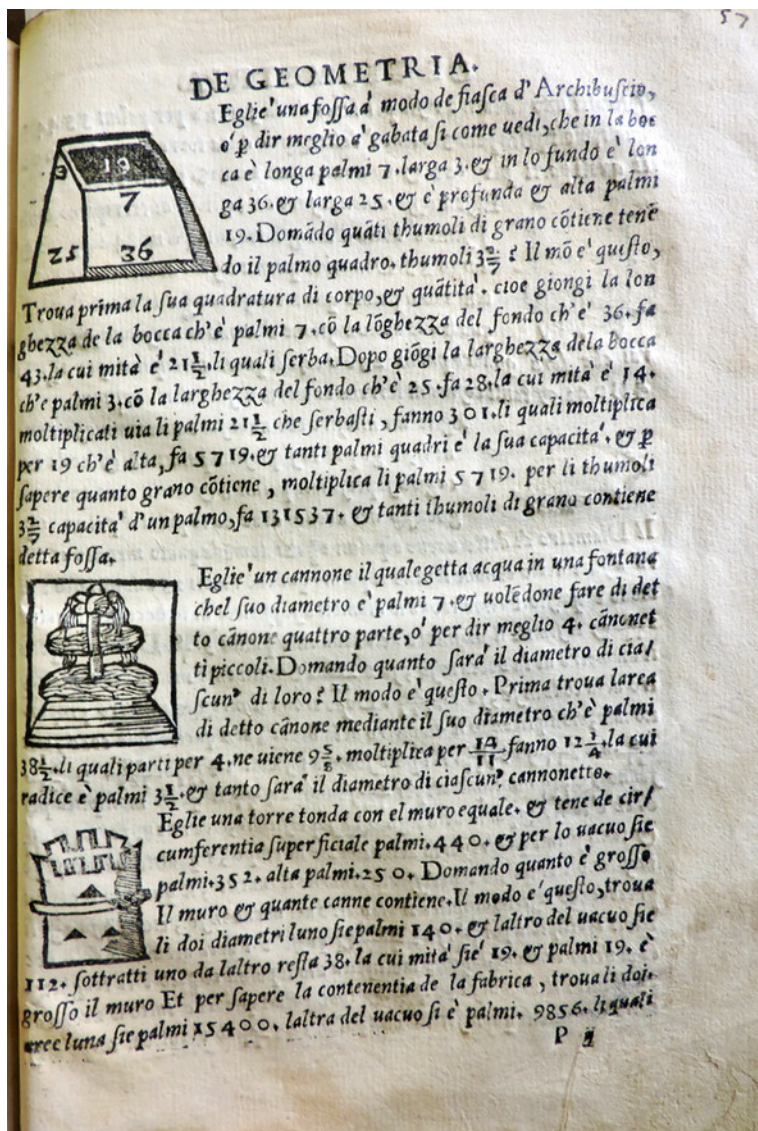 57
DE GEOMETRIA.
Eglie' una fossa à modo de fiasca d'Archibuscio,
o' ꝑ dir meglio a' gabata si come uedi, che in la boc
ca è longa palmi 7. larga 3. & in lo fundo e' lon
ga 36. & larga 25. & è profunda & alta palmi
19. Domãdo quãti thumoli di grano cõtiene tenẽ
do il palmo quadro. thumoli 3 2/7 ? Il mõ e' questo,
3
19
7
25
36
Troua prima la sua quadratura di corpo, & quãtita'. cioe giongi la lon
ghezza de la bocca ch'è palmi 7. cõ la lõghezza del fondo ch'e' 36. fa
43. la cui mità e' 21 1/2. li quali serba. Dopo giõgi la larghezza dela bocca
ch'e palmi 3. cõ la larghezza del fondo ch'è 25. fa 28. la cui mità e' 14.
moltiplicati uia li palmi 21 1/2 che serbasti, fanno 301. li quali moltiplica
per 19 ch'è alta, fa 5719. & tanti palmi quadri e' la sua capacita'. & ꝑ
sapere quanto grano cõtiene, moltiplica li palmi 5719. per li thumoli
3 2/7 capacita' d'un palmo, fa 131537. & tanti thumoli di grano contiene
detta fossa.
Eglie' un cannone il quale getta acqua in una fontana
chel suo diametro e' palmi 7. & uolẽdone fare di det
to cãnone quattro parte, o' per dir meglio 4. cãnonet
ti piccoli. Domando quanto sara' il diametro di cia/
scun° di loro ? Il modo e' questo. Prima troua larea
di detto cãnone mediante il suo diametro ch'è palmi
38 1/2. li quali parti per 4. ne uiene 9 5/8. moltiplica per 14/11. fanno 12 1/4. la cui
radice è palmi 3 1/2. & tanto sara' il diametro di ciascun° cannonetto.
Eglie una torre tonda con el muro equale. & tene de cir/
cumferentia superficiale palmi. 440. & per lo uacuo sie
palmi. 352. alta palmi. 250. Domando quanto è grosso
Il muro & quante canne contiene. Il modo e' questo, troua
li doi diametri luno sie palmi 140. & laltro del uacuo sie
112. sottratti uno da laltro resta 38. la cui mita' sie' 19. & palmi 19. è
grosso il muro Et per sapere la contenentia de la fabrica, troua li doi.
aree luna sie palmi 15400. laltra del uacuo si è palmi. 9856. li quali
P